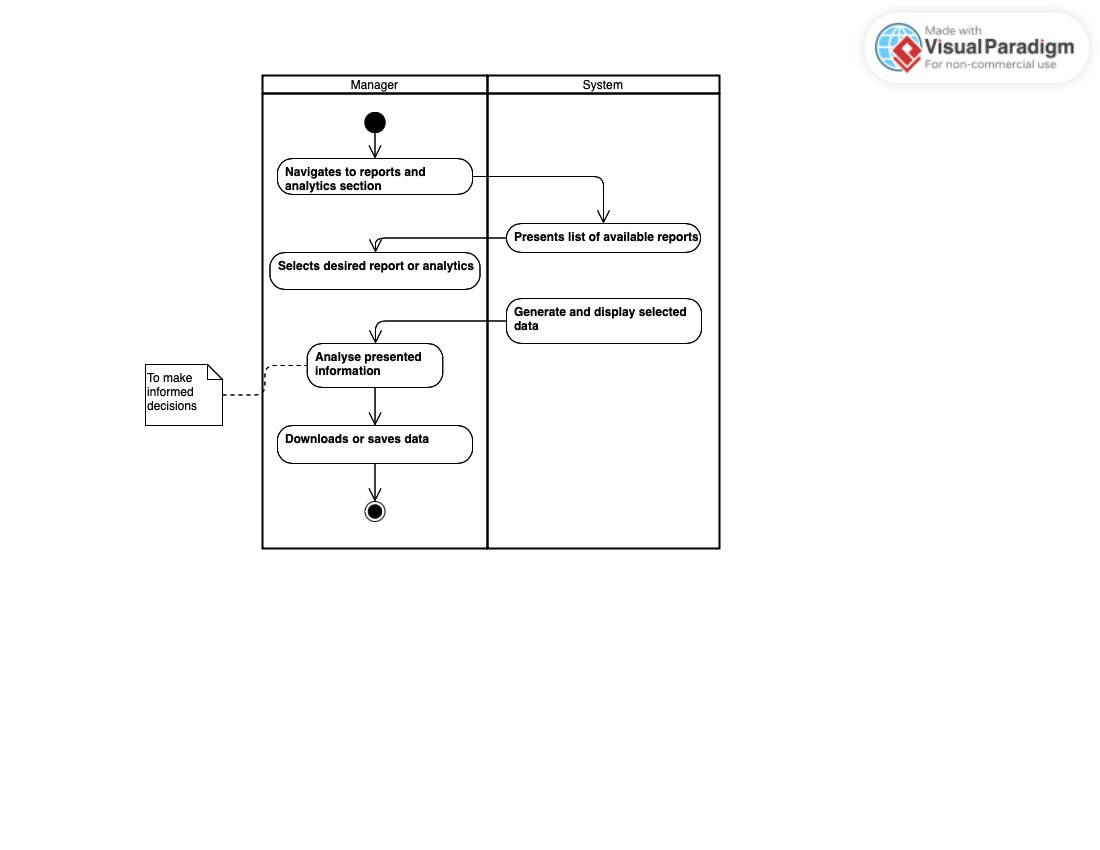 Made with
Visual Paradigm
For non-commercial use
Manager
System
Navigates to reports and
analytics section
Presents list of available reports
Selects desired report or analytics
Generate and display selected
data
Analyse presented
information
To make
informed
decisions
Downloads or saves data